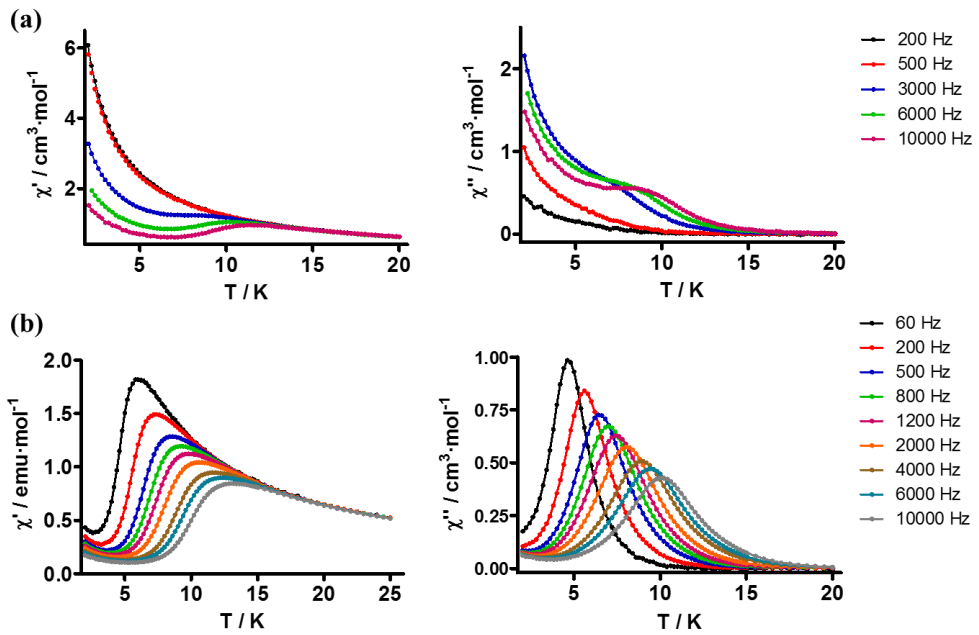 (a)
χ' / cm³·mol⁻¹
6
4
2
5
10
15
20
T / K
χ'' / cm³·mol⁻¹
2
1
0
5
10
15
20
T / K
200 Hz
500 Hz
3000 Hz
6000 Hz
10000 Hz
(b)
χ' / emu·mol⁻¹
2.0
1.5
1.0
0.5
0.0
5
10
15
20
25
T / K
χ'' / cm³·mol⁻¹
1.00
0.75
0.50
0.25
0.00
5
10
15
20
T / K
60 Hz
200 Hz
500 Hz
800 Hz
1200 Hz
2000 Hz
4000 Hz
6000 Hz
10000 Hz